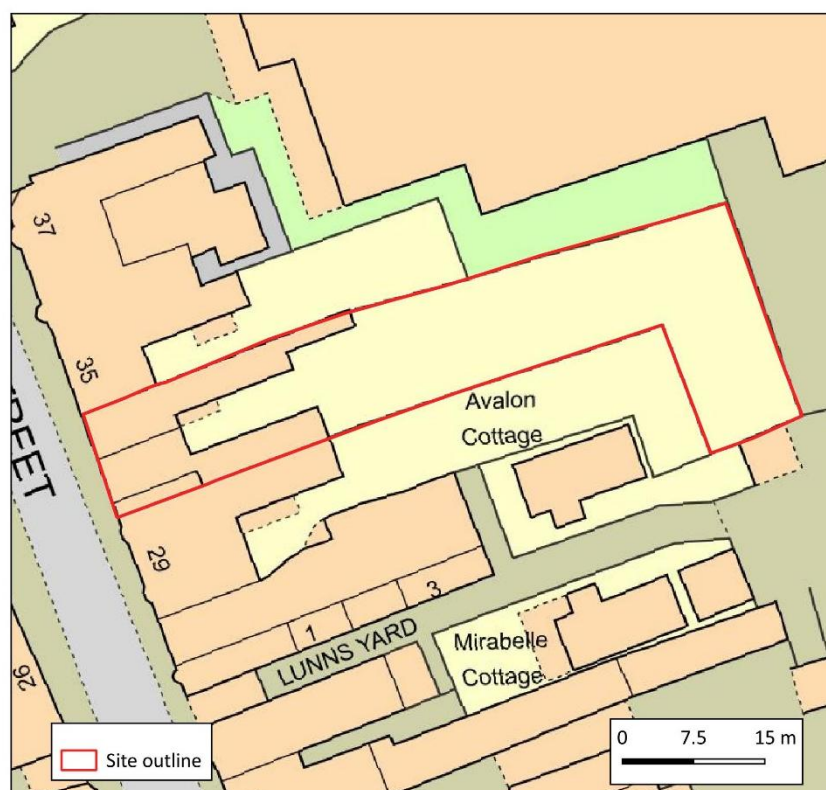 37
35
REET
Avalon
Cottage
29
3
1
LUNNS YARD
Mirabelle
Cottage
26
Site outline
0 7.5 15 m